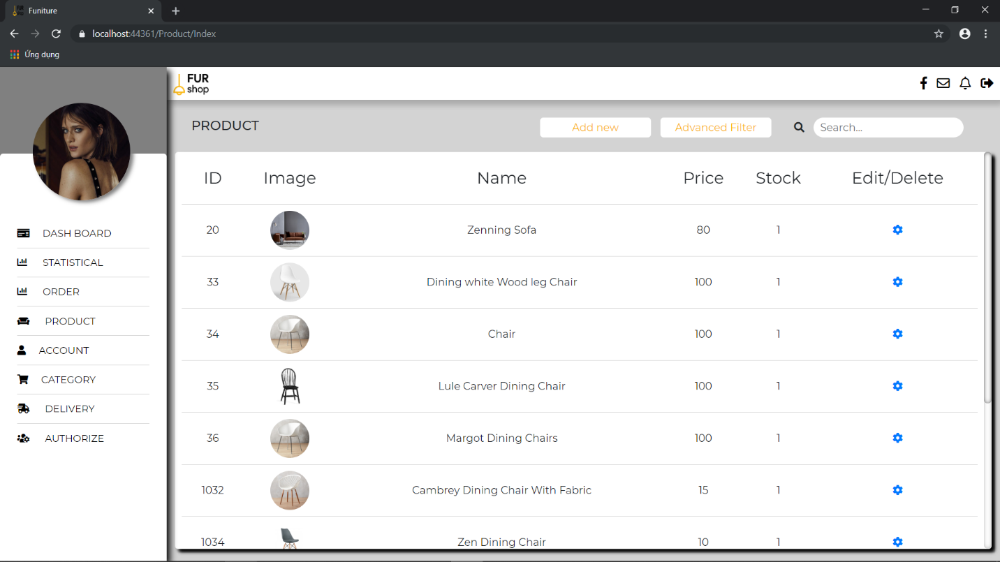 Funiture
localhost:44361/Product/Index
Ứng dụng
FUR
shop
DASH BOARD
STATISTICAL
ORDER
PRODUCT
ACCOUNT
CATEGORY
DELIVERY
AUTHORIZE
PRODUCT Add new Advanced Filter Search...
ID Image Name Price Stock Edit/Delete
20 Zenning Sofa 80 1
33 Dining white Wood leg Chair 100 1
34 Chair 100 1
35 Lule Carver Dining Chair 100 1
36 Margot Dining Chairs 100 1
1032 Cambrey Dining Chair With Fabric 15 1
1034 Zen Dining Chair 10 1